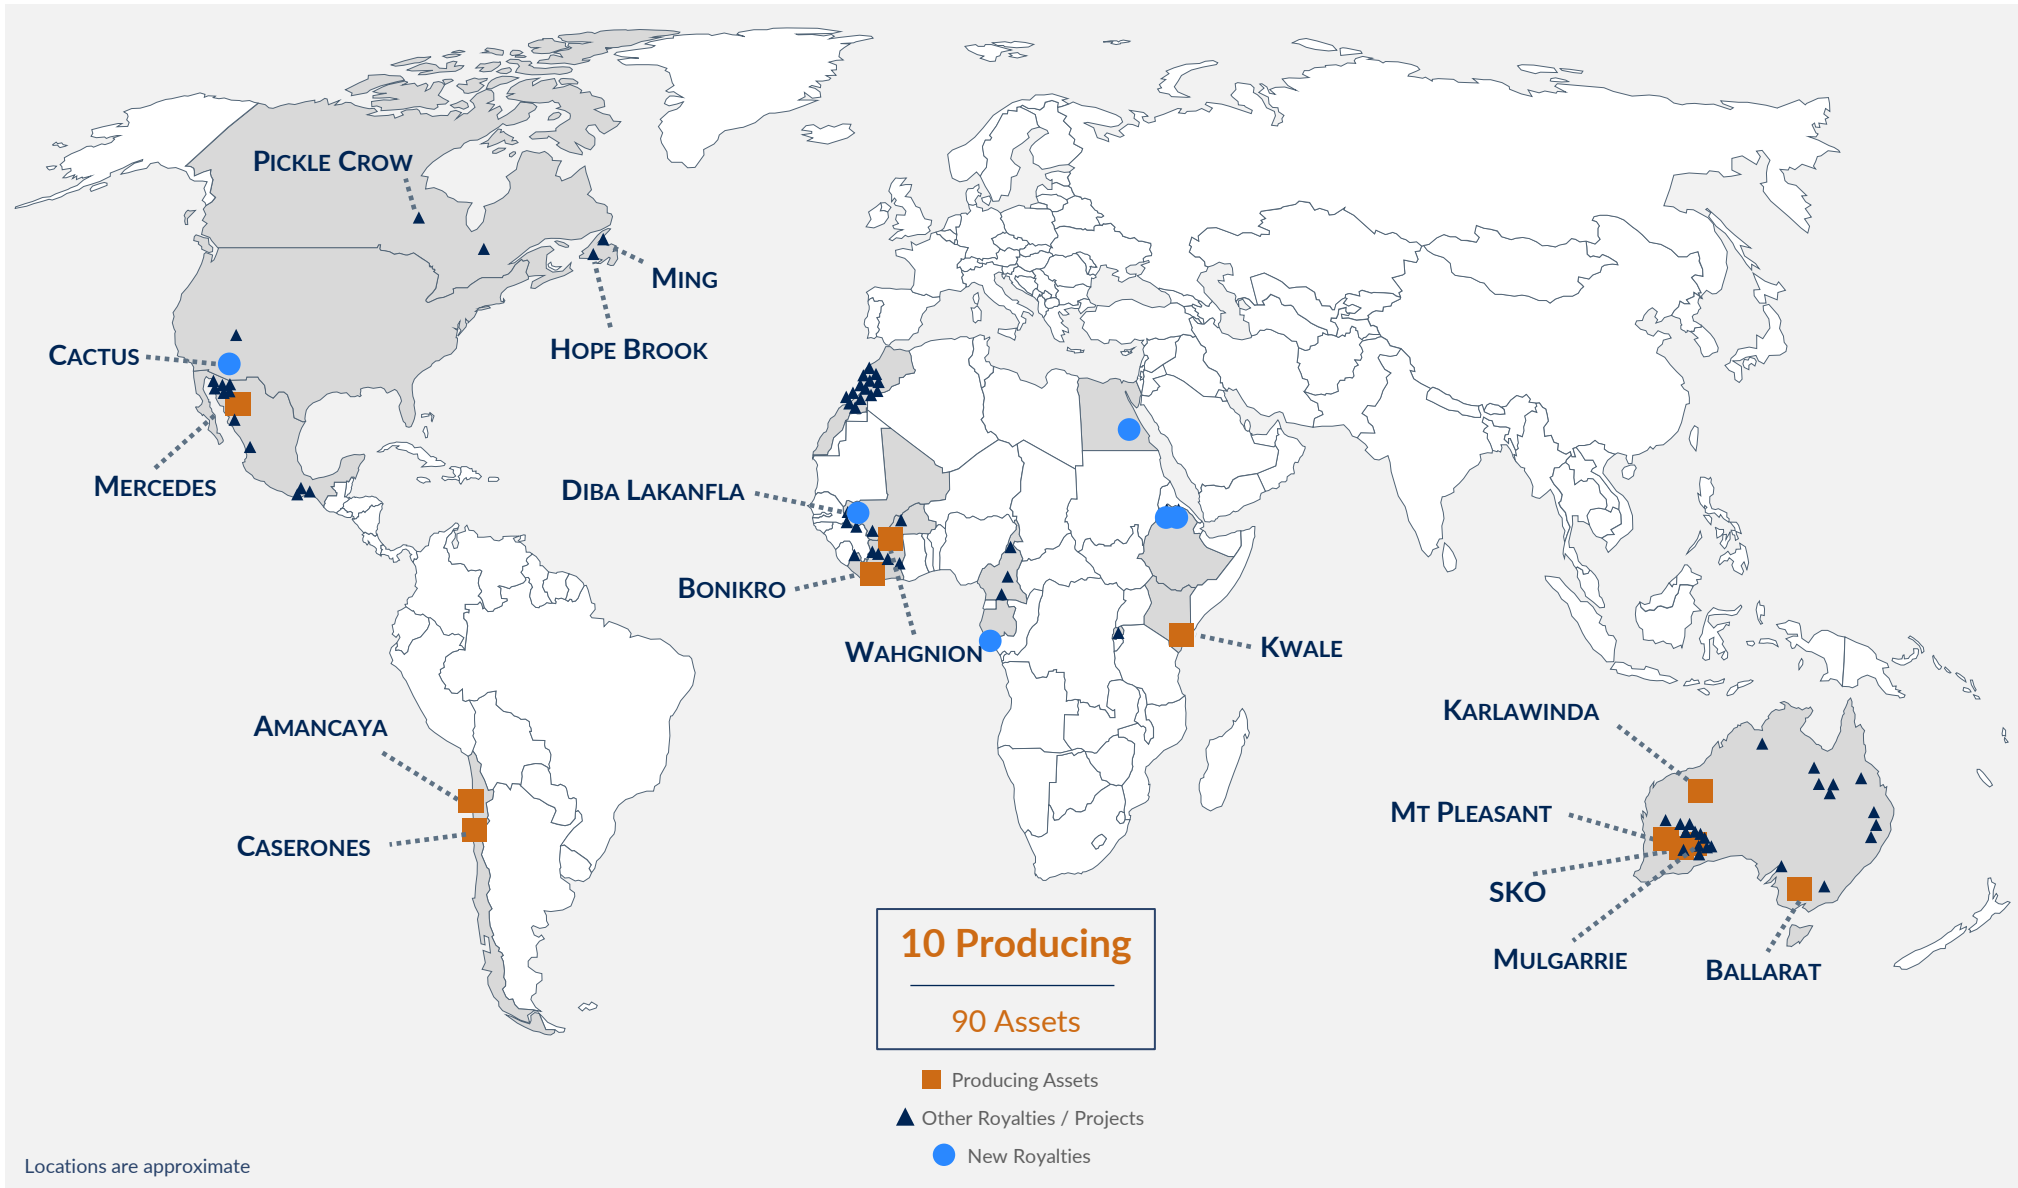 PICKLE CROW
MING
HOPE BROOK
CACTUS
MERCEDES
DIBA LAKANFLA
BONIKRO
WAHGNION
KWALE
AMANCAYA
CASERONES
KARLAWINDA
MT PLEASANT
SKO
MULGARRIE
BALLARAT
10 Producing
90 Assets
Producing Assets
Other Royalties / Projects
New Royalties
Locations are approximate